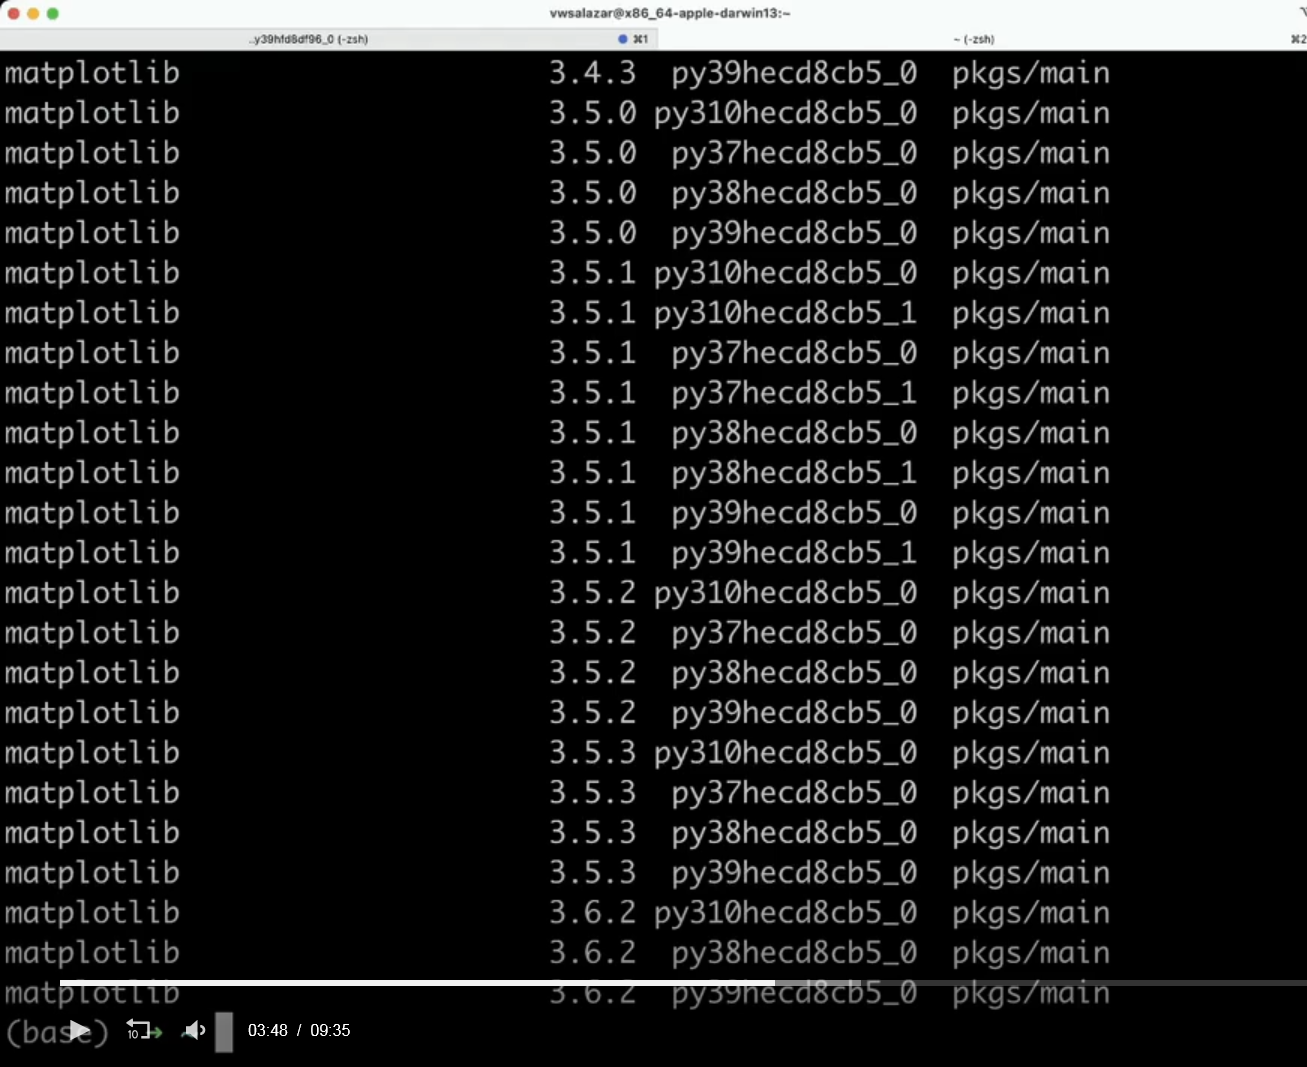 vwsalazar@x86_64-apple-darwin13:~
..y39hfd8df96_0 (-zsh) ⌘1 ~ (-zsh) ⌘2
matplotlib 3.4.3 py39hecd8cb5_0 pkgs/main
matplotlib 3.5.0 py310hecd8cb5_0 pkgs/main
matplotlib 3.5.0 py37hecd8cb5_0 pkgs/main
matplotlib 3.5.0 py38hecd8cb5_0 pkgs/main
matplotlib 3.5.0 py39hecd8cb5_0 pkgs/main
matplotlib 3.5.1 py310hecd8cb5_0 pkgs/main
matplotlib 3.5.1 py310hecd8cb5_1 pkgs/main
matplotlib 3.5.1 py37hecd8cb5_0 pkgs/main
matplotlib 3.5.1 py37hecd8cb5_1 pkgs/main
matplotlib 3.5.1 py38hecd8cb5_0 pkgs/main
matplotlib 3.5.1 py38hecd8cb5_1 pkgs/main
matplotlib 3.5.1 py39hecd8cb5_0 pkgs/main
matplotlib 3.5.1 py39hecd8cb5_1 pkgs/main
matplotlib 3.5.2 py310hecd8cb5_0 pkgs/main
matplotlib 3.5.2 py37hecd8cb5_0 pkgs/main
matplotlib 3.5.2 py38hecd8cb5_0 pkgs/main
matplotlib 3.5.2 py39hecd8cb5_0 pkgs/main
matplotlib 3.5.3 py310hecd8cb5_0 pkgs/main
matplotlib 3.5.3 py37hecd8cb5_0 pkgs/main
matplotlib 3.5.3 py38hecd8cb5_0 pkgs/main
matplotlib 3.5.3 py39hecd8cb5_0 pkgs/main
matplotlib 3.6.2 py310hecd8cb5_0 pkgs/main
matplotlib 3.6.2 py38hecd8cb5_0 pkgs/main
matplotlib 3.6.2 py39hecd8cb5_0 pkgs/main
(base) 10 03:48 / 09:35